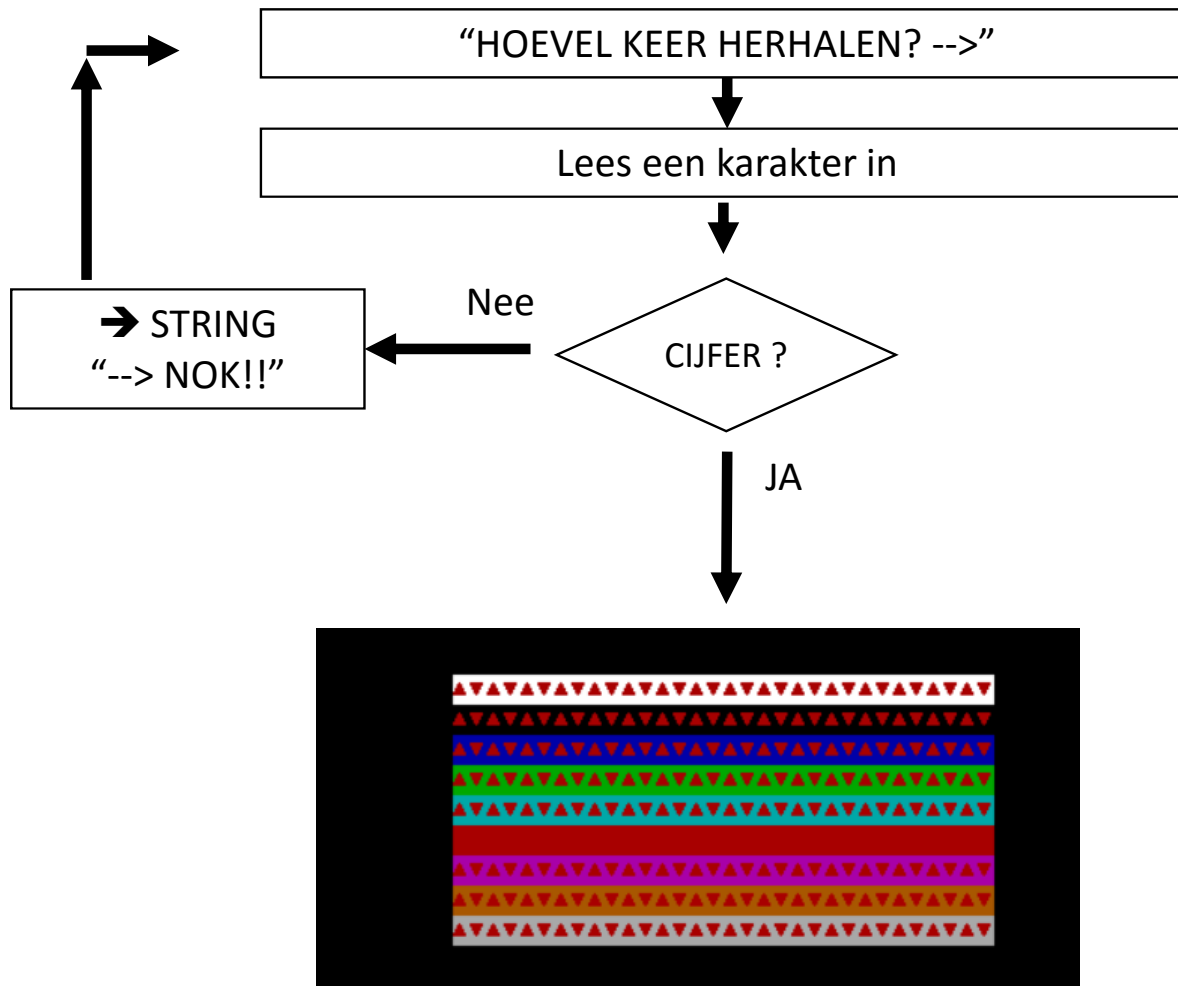 “HOEVEL KEER HERHALEN? -->”
Lees een karakter in
Nee
➔ STRING
“--> NOK!!”
CIJFER ?
JA